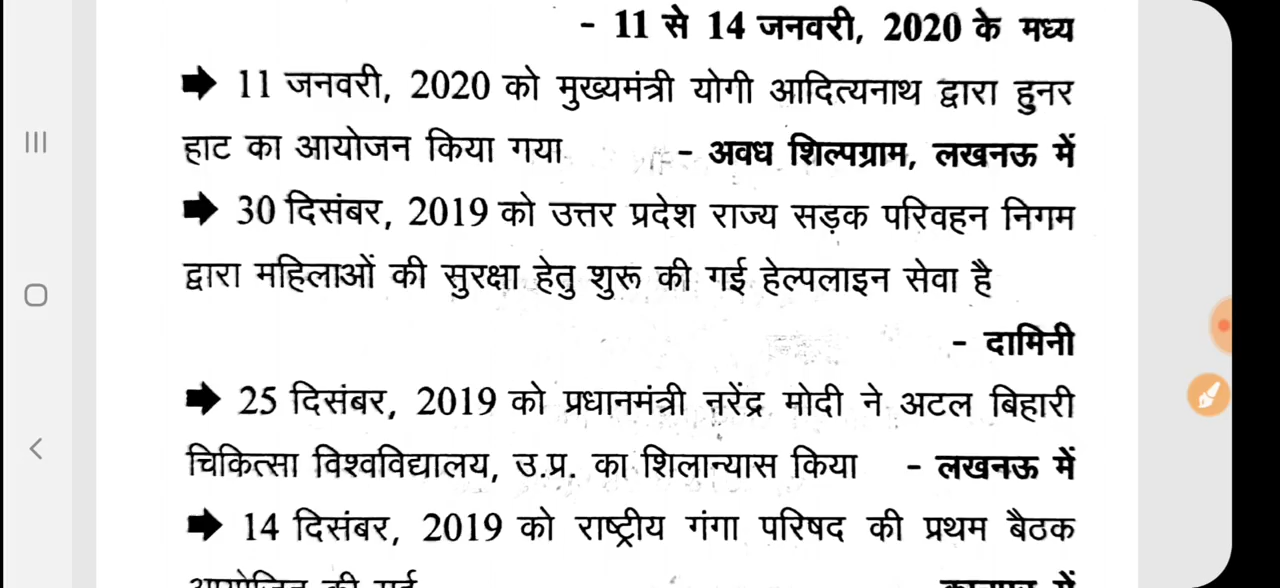 - 11 से 14 जनवरी, 2020 के मध्य
➡ 11 जनवरी, 2020 को मुख्यमंत्री योगी आदित्यनाथ द्वारा हुनर
हाट का आयोजन किया गया - अवध शिल्पग्राम, लखनऊ में
➡ 30 दिसंबर, 2019 को उत्तर प्रदेश राज्य सड़क परिवहन निगम
द्वारा महिलाओं की सुरक्षा हेतु शुरू की गई हेल्पलाइन सेवा है
- दामिनी
➡ 25 दिसंबर, 2019 को प्रधानमंत्री नरेंद्र मोदी ने अटल बिहारी
चिकित्सा विश्वविद्यालय, उ.प्र. का शिलान्यास किया - लखनऊ में
➡ 14 दिसंबर, 2019 को राष्ट्रीय गंगा परिषद की प्रथम बैठक
आयोजित की गई